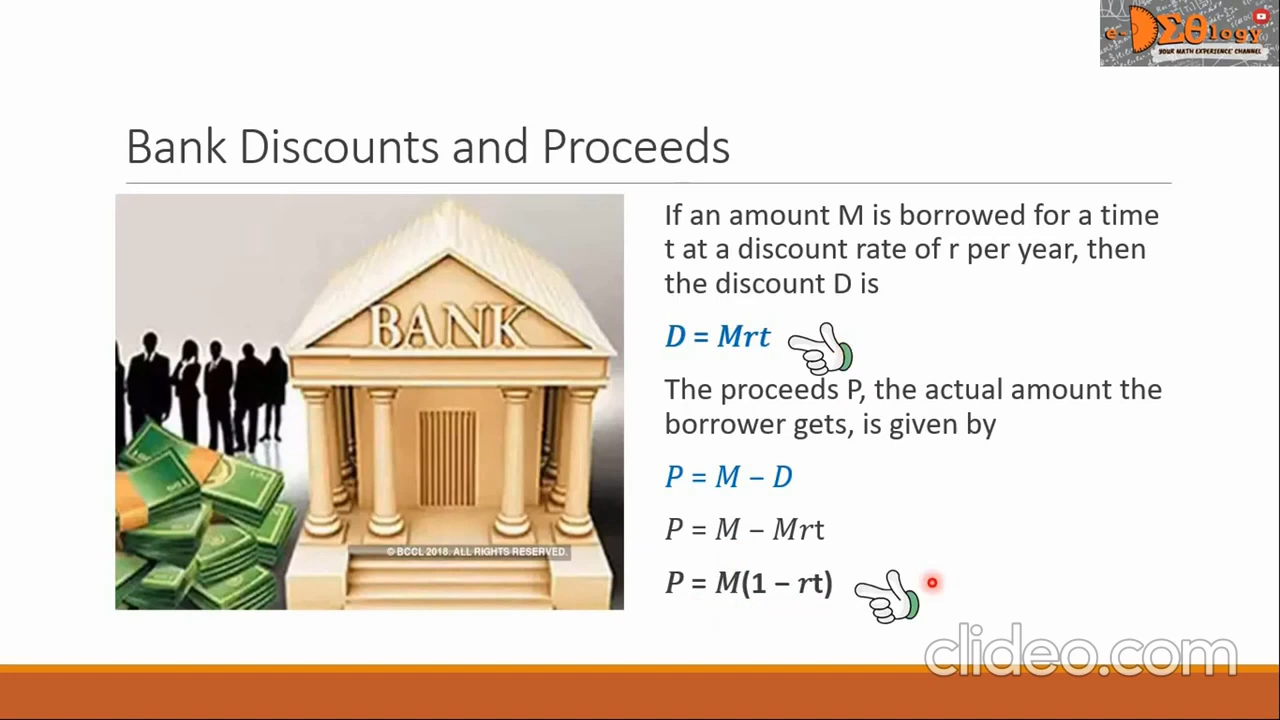 e-DΣΘlogy
YOUR MATH EXPERIENCE CHANNEL
Bank Discounts and Proceeds
BANK
© BCCL 2018. ALL RIGHTS RESERVED.
If an amount M is borrowed for a time
t at a discount rate of r per year, then
the discount D is
D = Mrt
The proceeds P, the actual amount the
borrower gets, is given by
P = M – D
P = M – Mrt
P = M(1 – rt)
clideo.com